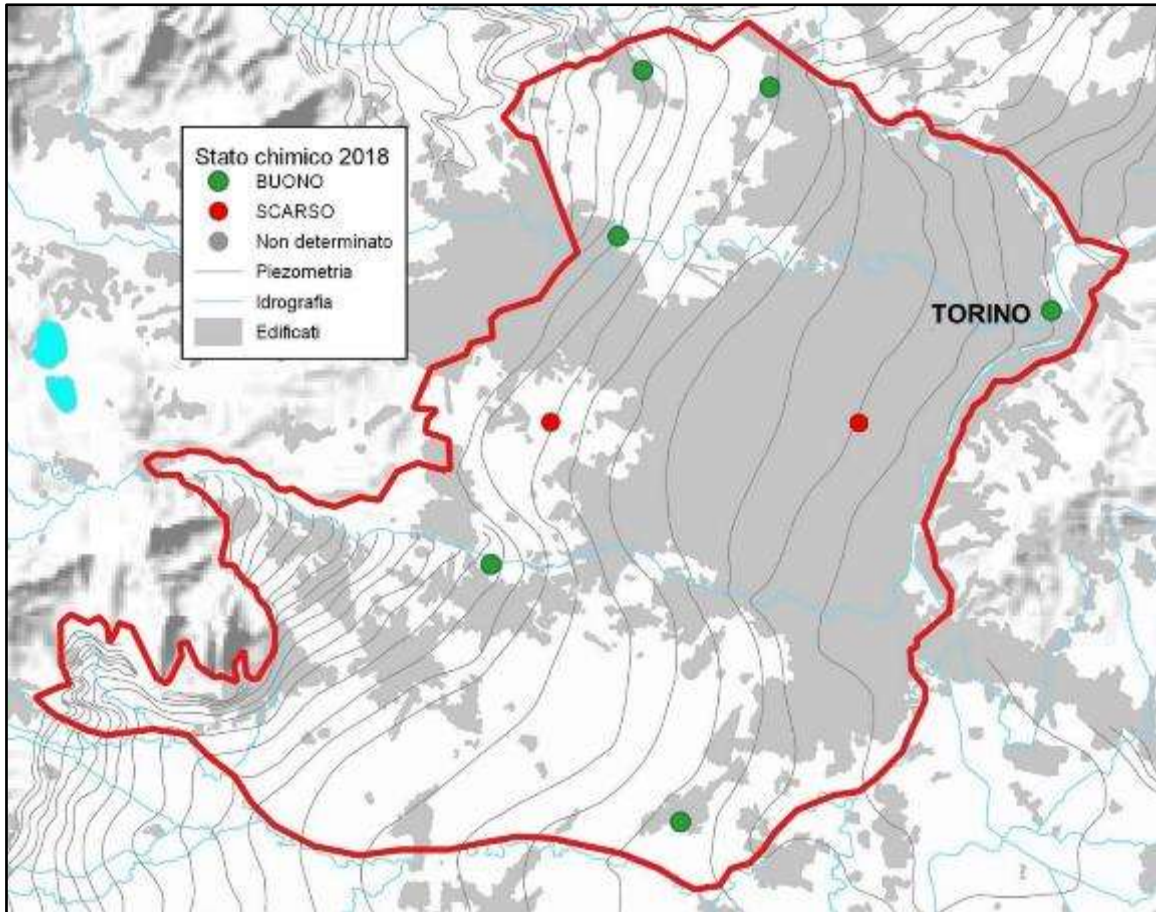 Stato chimico 2018
BUONO
SCARSO
Non determinato
Piezometria
Idrografia
Edificati
TORINO